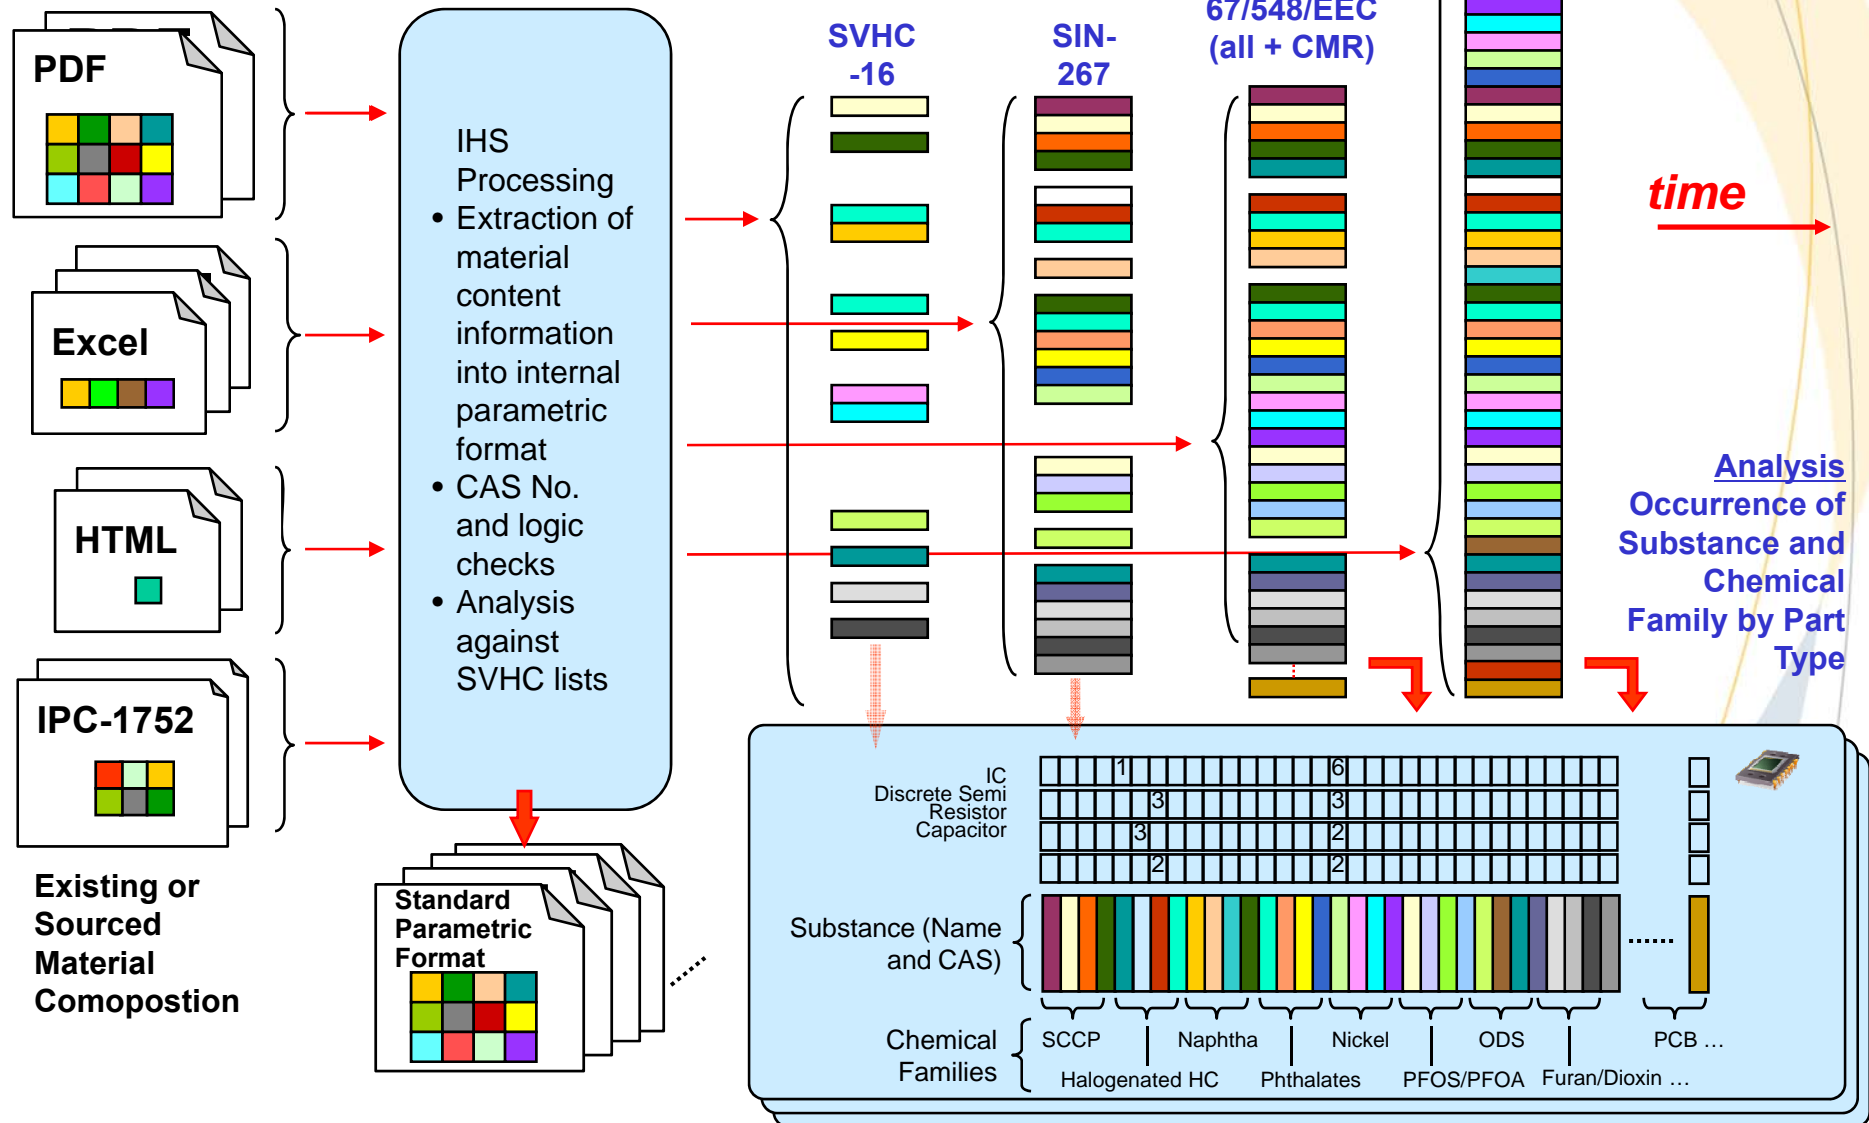 PDF
Excel
HTML
IPC-1752
Existing or
Sourced
Material
Comopostion
IHS
Processing
• Extraction of
material
content
information
into internal
parametric
format
• CAS No.
and logic
checks
• Analysis
against
SVHC lists
Standard
Parametric
Format
SVHC
-16
SIN-
267
67/548/EEC
(all + CMR)
time
Analysis
Occurrence of
Substance and
Chemical
Family by Part
Type
IC
Discrete Semi
Resistor
Capacitor
1 6
3 3
3 2
2 2
Substance (Name
and CAS)
......
Chemical
Families
SCCP Naphtha Nickel ODS PCB ...
Halogenated HC Phthalates PFOS/PFOA Furan/Dioxin ...